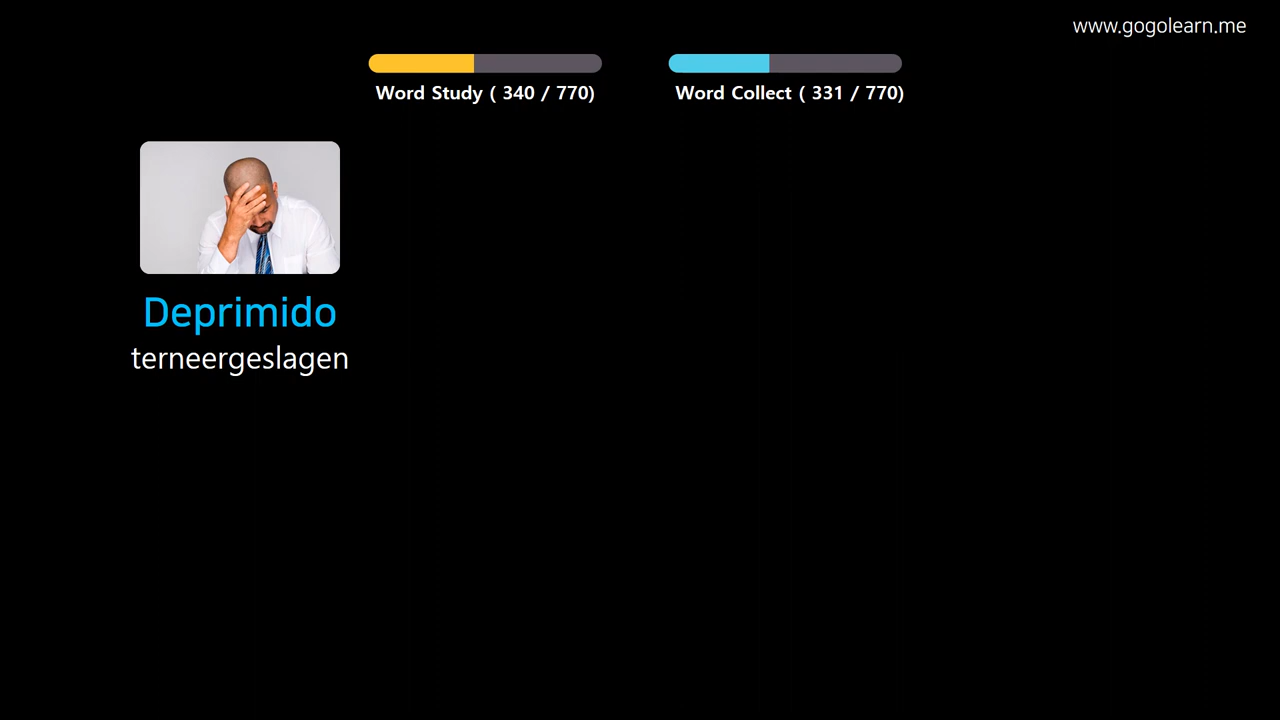 www.gogolearn.me
Word Study ( 340 / 770)
Word Collect ( 331 / 770)
Deprimido
terneergeslagen